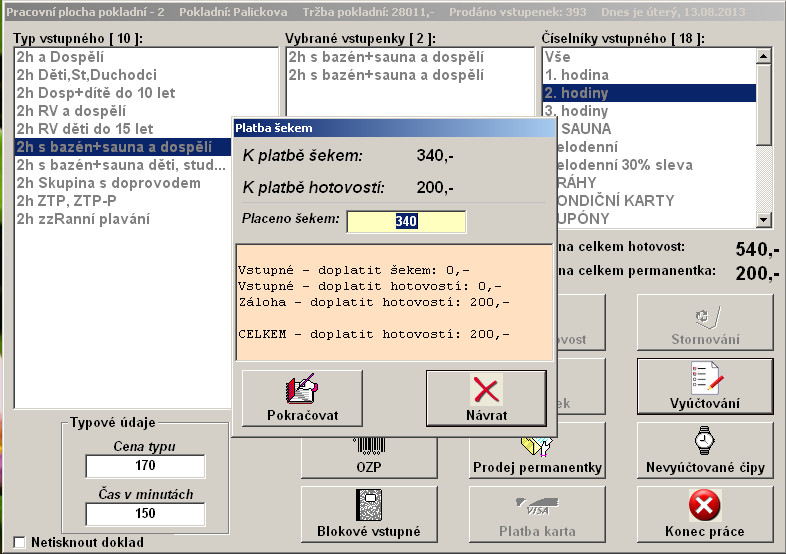 Pracovní plocha pokladní - 2 Pokladní: Palickova Tržba pokladní: 28011,- Prodáno vstupenek: 393 Dnes je úterý, 13.08.2013
Typ vstupného [ 10 ]:
2h a Dospělí
2h Děti,St,Duchodci
2h Dosp+dítě do 10 let
2h RV a dospělí
2h RV děti do 15 let
2h s bazén+sauna a dospělí
2h s bazén+sauna děti, stud...
2h Skupina s doprovodem
2h ZTP, ZTP-P
2h zzRanní plavání
Vybrané vstupenky [ 2 ]:
2h s bazén+sauna a dospělí
2h s bazén+sauna a dospělí
Číselníky vstupného [ 18 ]:
Vše
1. hodina
2. hodiny
3. hodiny
SAUNA
elodenní
elodenní 30% sleva
RÁHY
ONDIČNÍ KARTY
UPÓNY
Platba šekem
K platbě šekem: 340,-
K platbě hotovostí: 200,-
Placeno šekem: 340
Vstupné - doplatit šekem: 0,-
Vstupné - doplatit hotovostí: 0,-
Záloha - doplatit hotovostí: 200,-
CELKEM - doplatit hotovostí: 200,-
Pokračovat
Návrat
na celkem hotovost: 540,-
na celkem permanentka: 200,-
vost
Stornování
ek
Vyúčtování
OZP
Prodej permanentky
Nevyúčtované čipy
Blokové vstupné
VISA
Platba karta
Konec práce
Typové údaje
Cena typu
170
Čas v minutách
150
Netisknout doklad